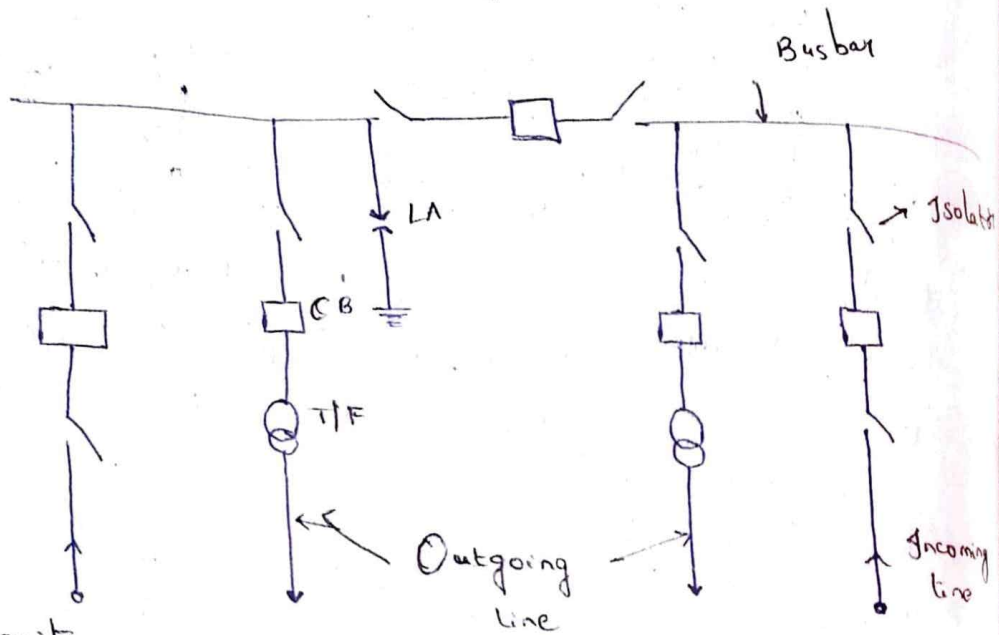 Busbar
LA
Isolator
CB
T/F
Outgoing
line
Incoming
line